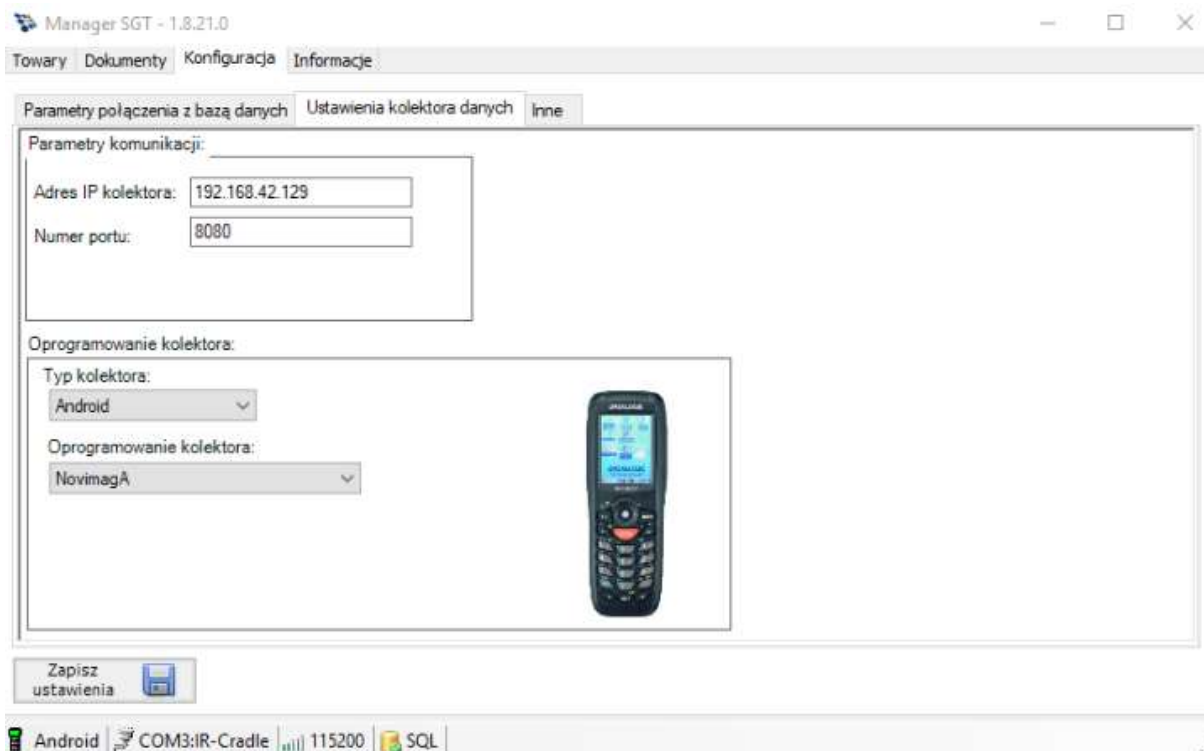 Manager SGT - 1.8.21.0
Towary Dokumenty Konfiguracja Informacje
Parametry połączenia z bazą danych Ustawienia kolektora danych Inne
Parametry komunikacji:
Adres IP kolektora: 192.168.42.129
Numer portu: 8080
Oprogramowanie kolektora:
Typ kolektora:
Android
Oprogramowanie kolektora:
NovimagA
Zapisz
ustawienia
Android COM3:IR-Cradle 115200 SQL